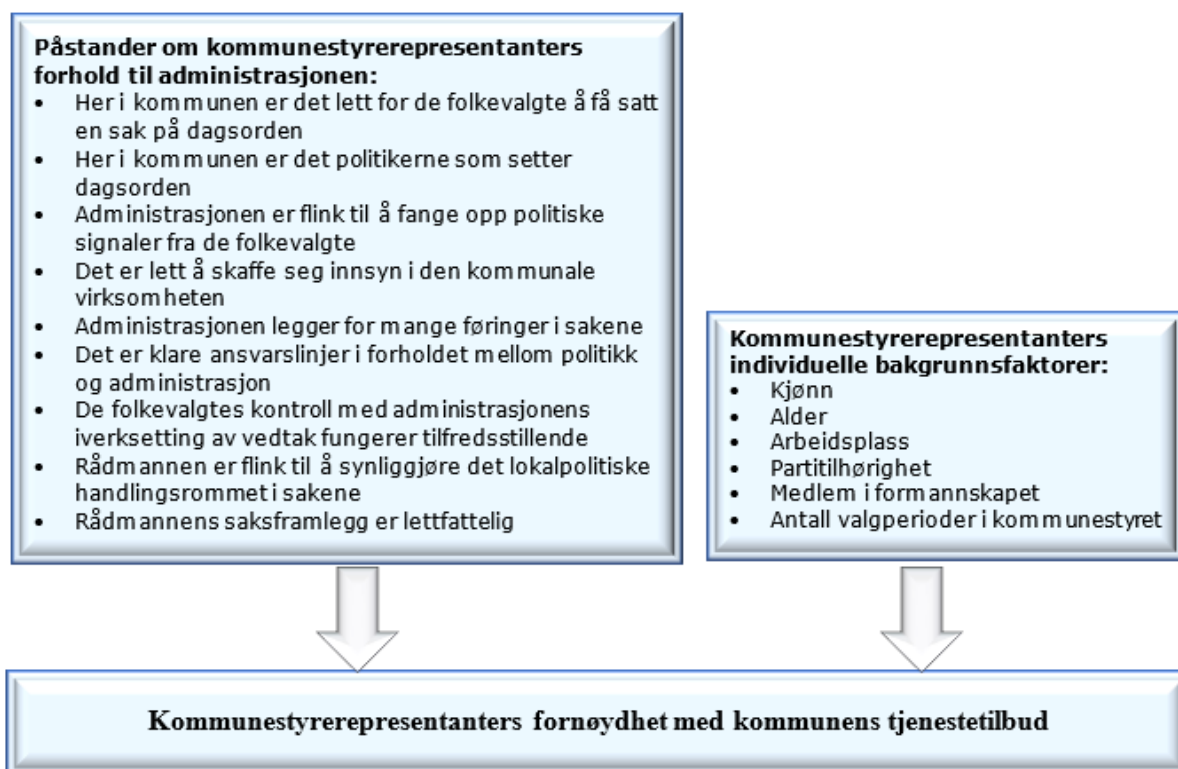 Påstander om kommunestyrerepresentanters
forhold til administrasjonen:
• Her i kommunen er det lett for de folkevalgte å få satt
en sak på dagsorden
• Her i kommunen er det politikerne som setter
dagsorden
• Administrasjonen er flink til å fange opp politiske
signaler fra de folkevalgte
• Det er lett å skaffe seg innsyn i den kommunale
virksomheten
• Administrasjonen legger for mange føringer i sakene
• Det er klare ansvarslinjer i forholdet mellom politikk
og administrasjon
• De folkevalgtes kontroll med administrasjonens
iverksetting av vedtak fungerer tilfredsstillende
• Rådmannen er flink til å synliggjøre det lokalpolitiske
handlingsrommet i sakene
• Rådmannens saksframlegg er lettfattelig
Kommunestyrerepresentanters
individuelle bakgrunnsfaktorer:
• Kjønn
• Alder
• Arbeidsplass
• Partitilhørighet
• Medlem i formannskapet
• Antall valgperioder i kommunestyret
Kommunestyrerepresentanters fornøydhet med kommunens tjenestetilbud